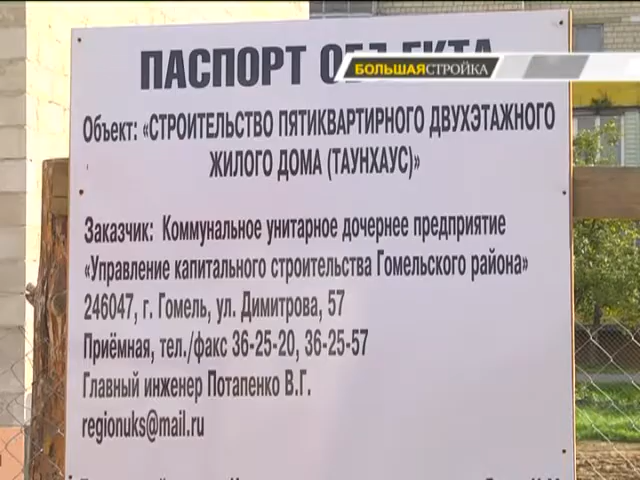 ПАСПОРТ
БОЛЬШАЯСТРОЙКА
Объект: «СТРОИТЕЛЬСТВО ПЯТИКВАРТИРНОГО ДВУХЭТАЖНОГО
ЖИЛОГО ДОМА (ТАУНХАУС)»
Заказчик: Коммунальное унитарное дочернее предприятие
«Управление капитального строительства Гомельского района»
246047, г. Гомель, ул. Димитрова, 57
Приёмная, тел./факс 36-25-20, 36-25-57
Главный инженер Потапенко В.Г.
regionuks@mail.ru